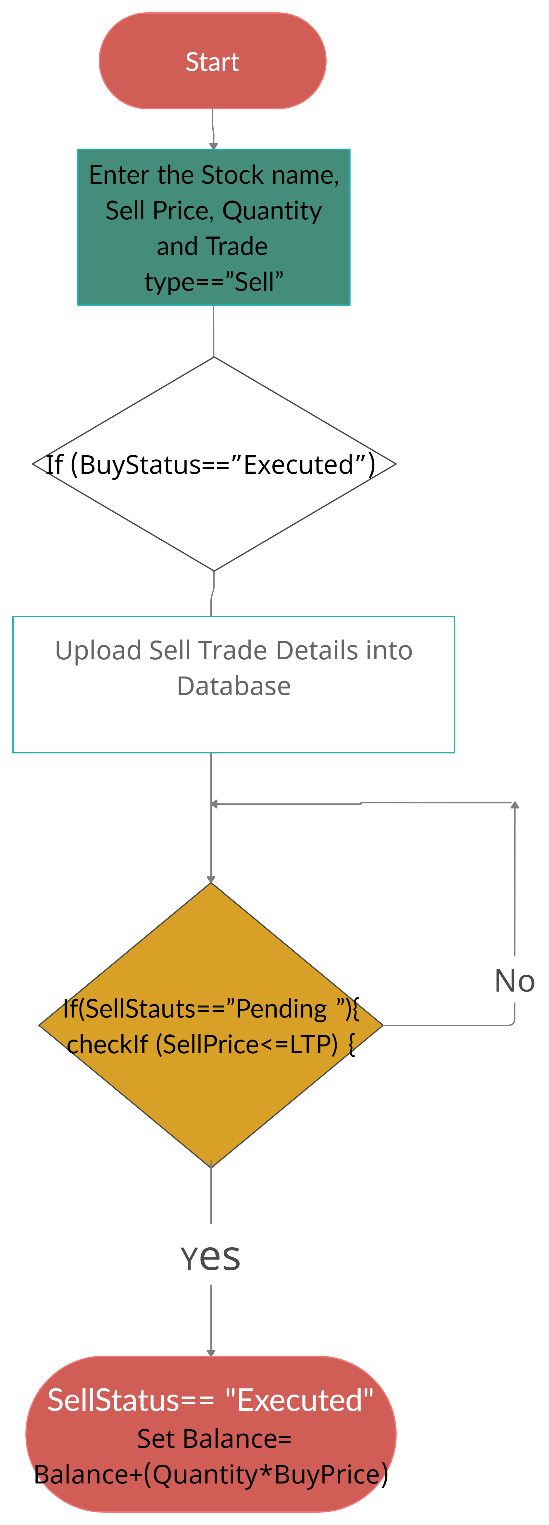 Start
Enter the Stock name,
Sell Price, Quantity
and Trade
type==”Sell”
If (BuyStatus==”Executed”)
Upload Sell Trade Details into
Database
If(SellStauts==”Pending ”){
checkIf (SellPrice<=LTP) {
No
Yes
SellStatus== "Executed"
Set Balance=
Balance+(Quantity*BuyPrice)